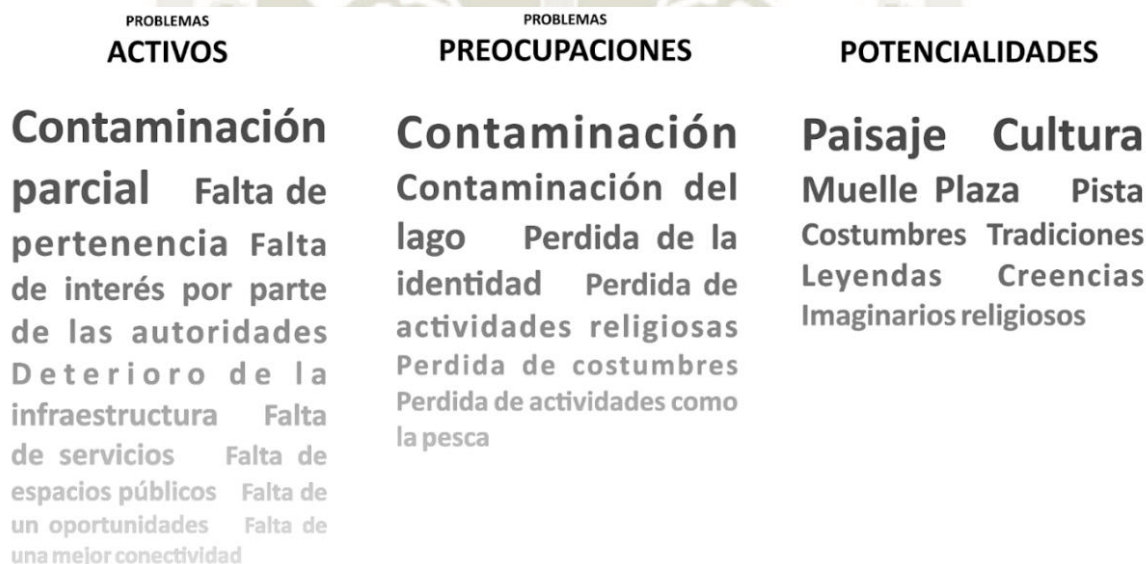 PROBLEMAS
ACTIVOS
Contaminación
parcial Falta de
pertenencia Falta
de interés por parte
de las autoridades
Deterioro de la
infraestructura Falta
de servicios Falta de
espacios públicos Falta de
un oportunidades Falta de
una mejor conectividad
PROBLEMAS
PREOCUPACIONES
Contaminación
Contaminación del
lago Perdida de la
identidad Perdida de
actividades religiosas
Perdida de costumbres
Perdida de actividades como
la pesca
POTENCIALIDADES
Paisaje Cultura
Muelle Plaza Pista
Costumbres Tradiciones
Leyendas Creencias
Imaginarios religiosos